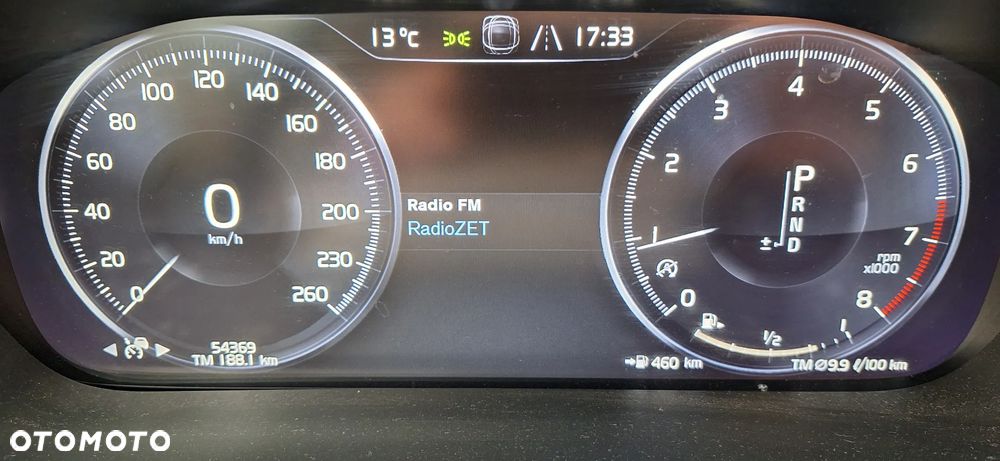 13°C 17:33
0 20 40 60 80 100 120 140 160 180 200 230 260
0
km/h
54369
TM 188.1 km
Radio FM
RadioZET
0 1 2 3 4 5 6 7 8
rpm
x1000
P
R
N
± D
A
1/2 1
460 km
TM Ø9.9 ℓ/100 km
OTOMOTO